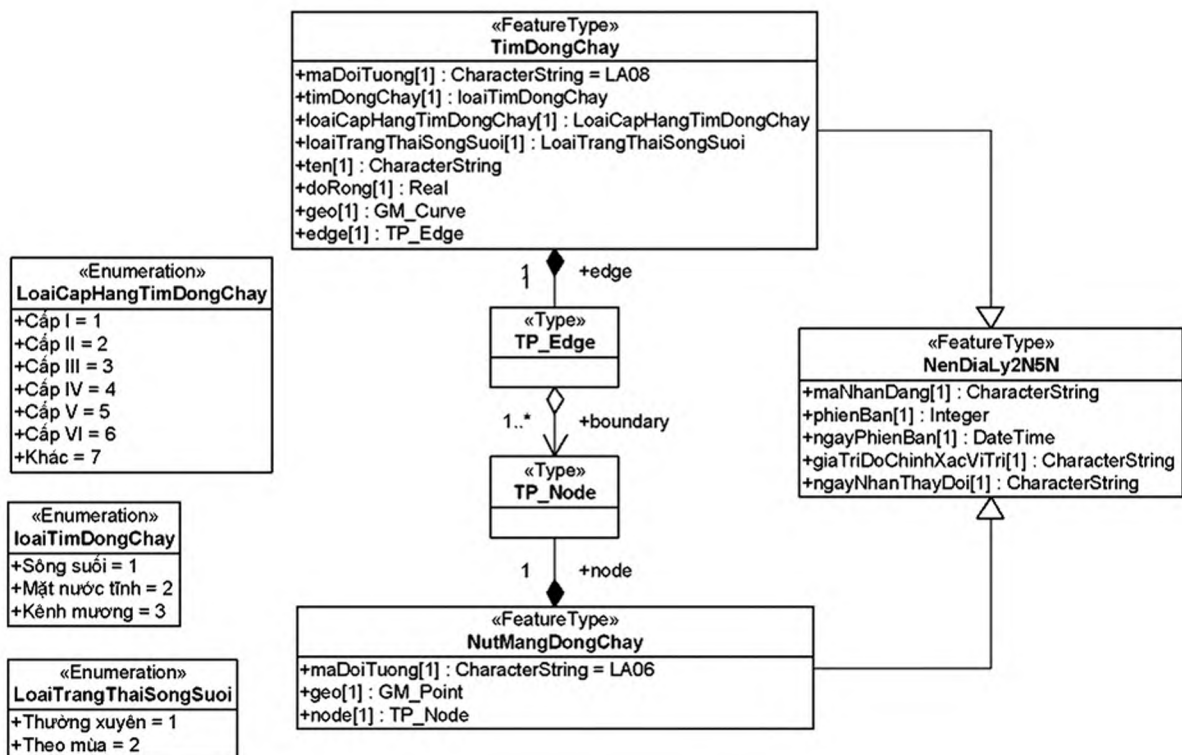 «FeatureType»
TimDongChay
+maDoiTuong[1] : CharacterString = LA08
+timDongChay[1] : loaiTimDongChay
+loaiCapHangTimDongChay[1] : LoaiCapHangTimDongChay
+loaiTrangThaiSongSuoi[1] : LoaiTrangThaiSongSuoi
+ten[1] : CharacterString
+doRong[1] : Real
+geo[1] : GM_Curve
+edge[1] : TP_Edge
1
1
+edge
«Type»
TP_Edge
1..*
+boundary
«Type»
TP_Node
1
+node
«FeatureType»
NutMangDongChay
+maDoiTuong[1] : CharacterString = LA06
+geo[1] : GM_Point
+node[1] : TP_Node
«Enumeration»
LoaiCapHangTimDongChay
+Cấp I = 1
+Cấp II = 2
+Cấp III = 3
+Cấp IV = 4
+Cấp V = 5
+Cấp VI = 6
+Khác = 7
«Enumeration»
loaiTimDongChay
+Sông suối = 1
+Mặt nước tĩnh = 2
+Kênh mương = 3
«Enumeration»
LoaiTrangThaiSongSuoi
+Thường xuyên = 1
+Theo mùa = 2
«FeatureType»
NenDiaLy2N5N
+maNhanDang[1] : CharacterString
+phienBan[1] : Integer
+ngayPhienBan[1] : DateTime
+giaTriDoChinhXacViTri[1] : CharacterString
+ngayNhanThayDoi[1] : CharacterString